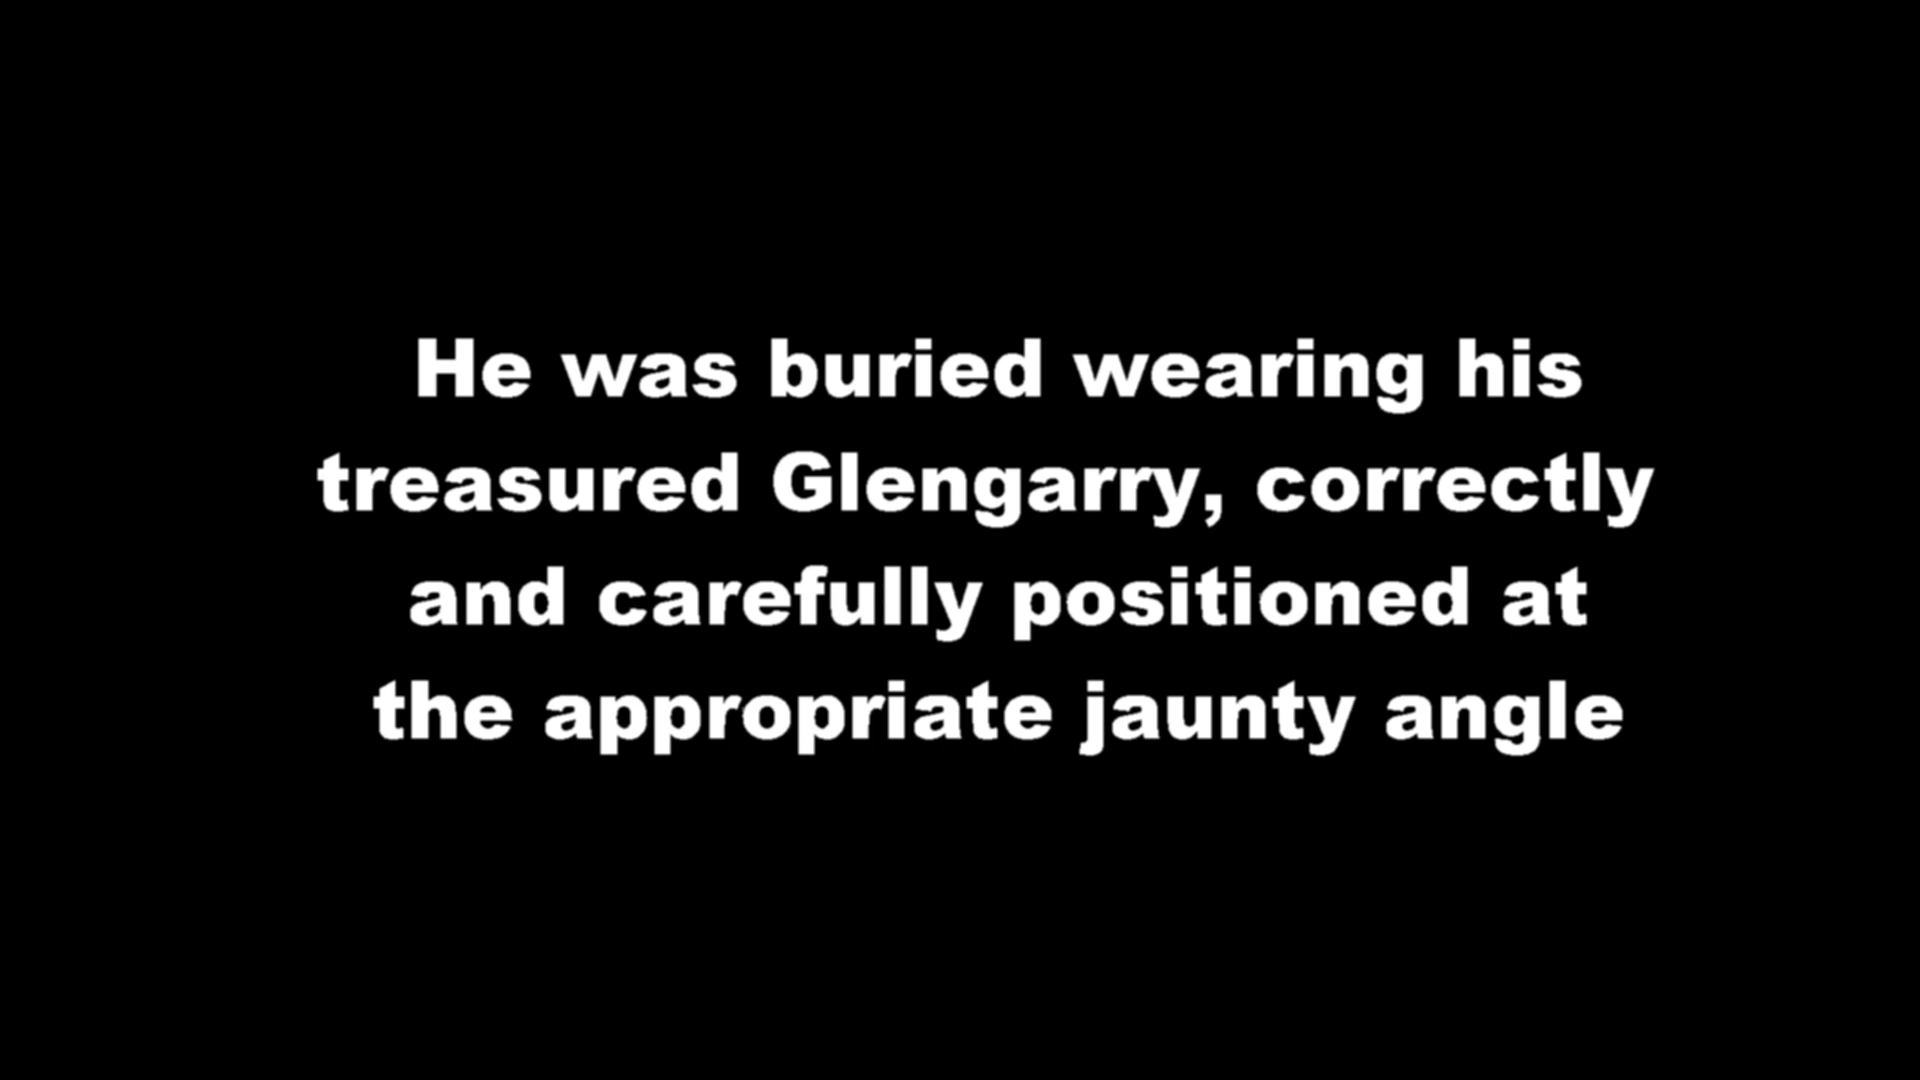 He was buried wearing his
treasured Glengarry, correctly
and carefully positioned at
the appropriate jaunty angle